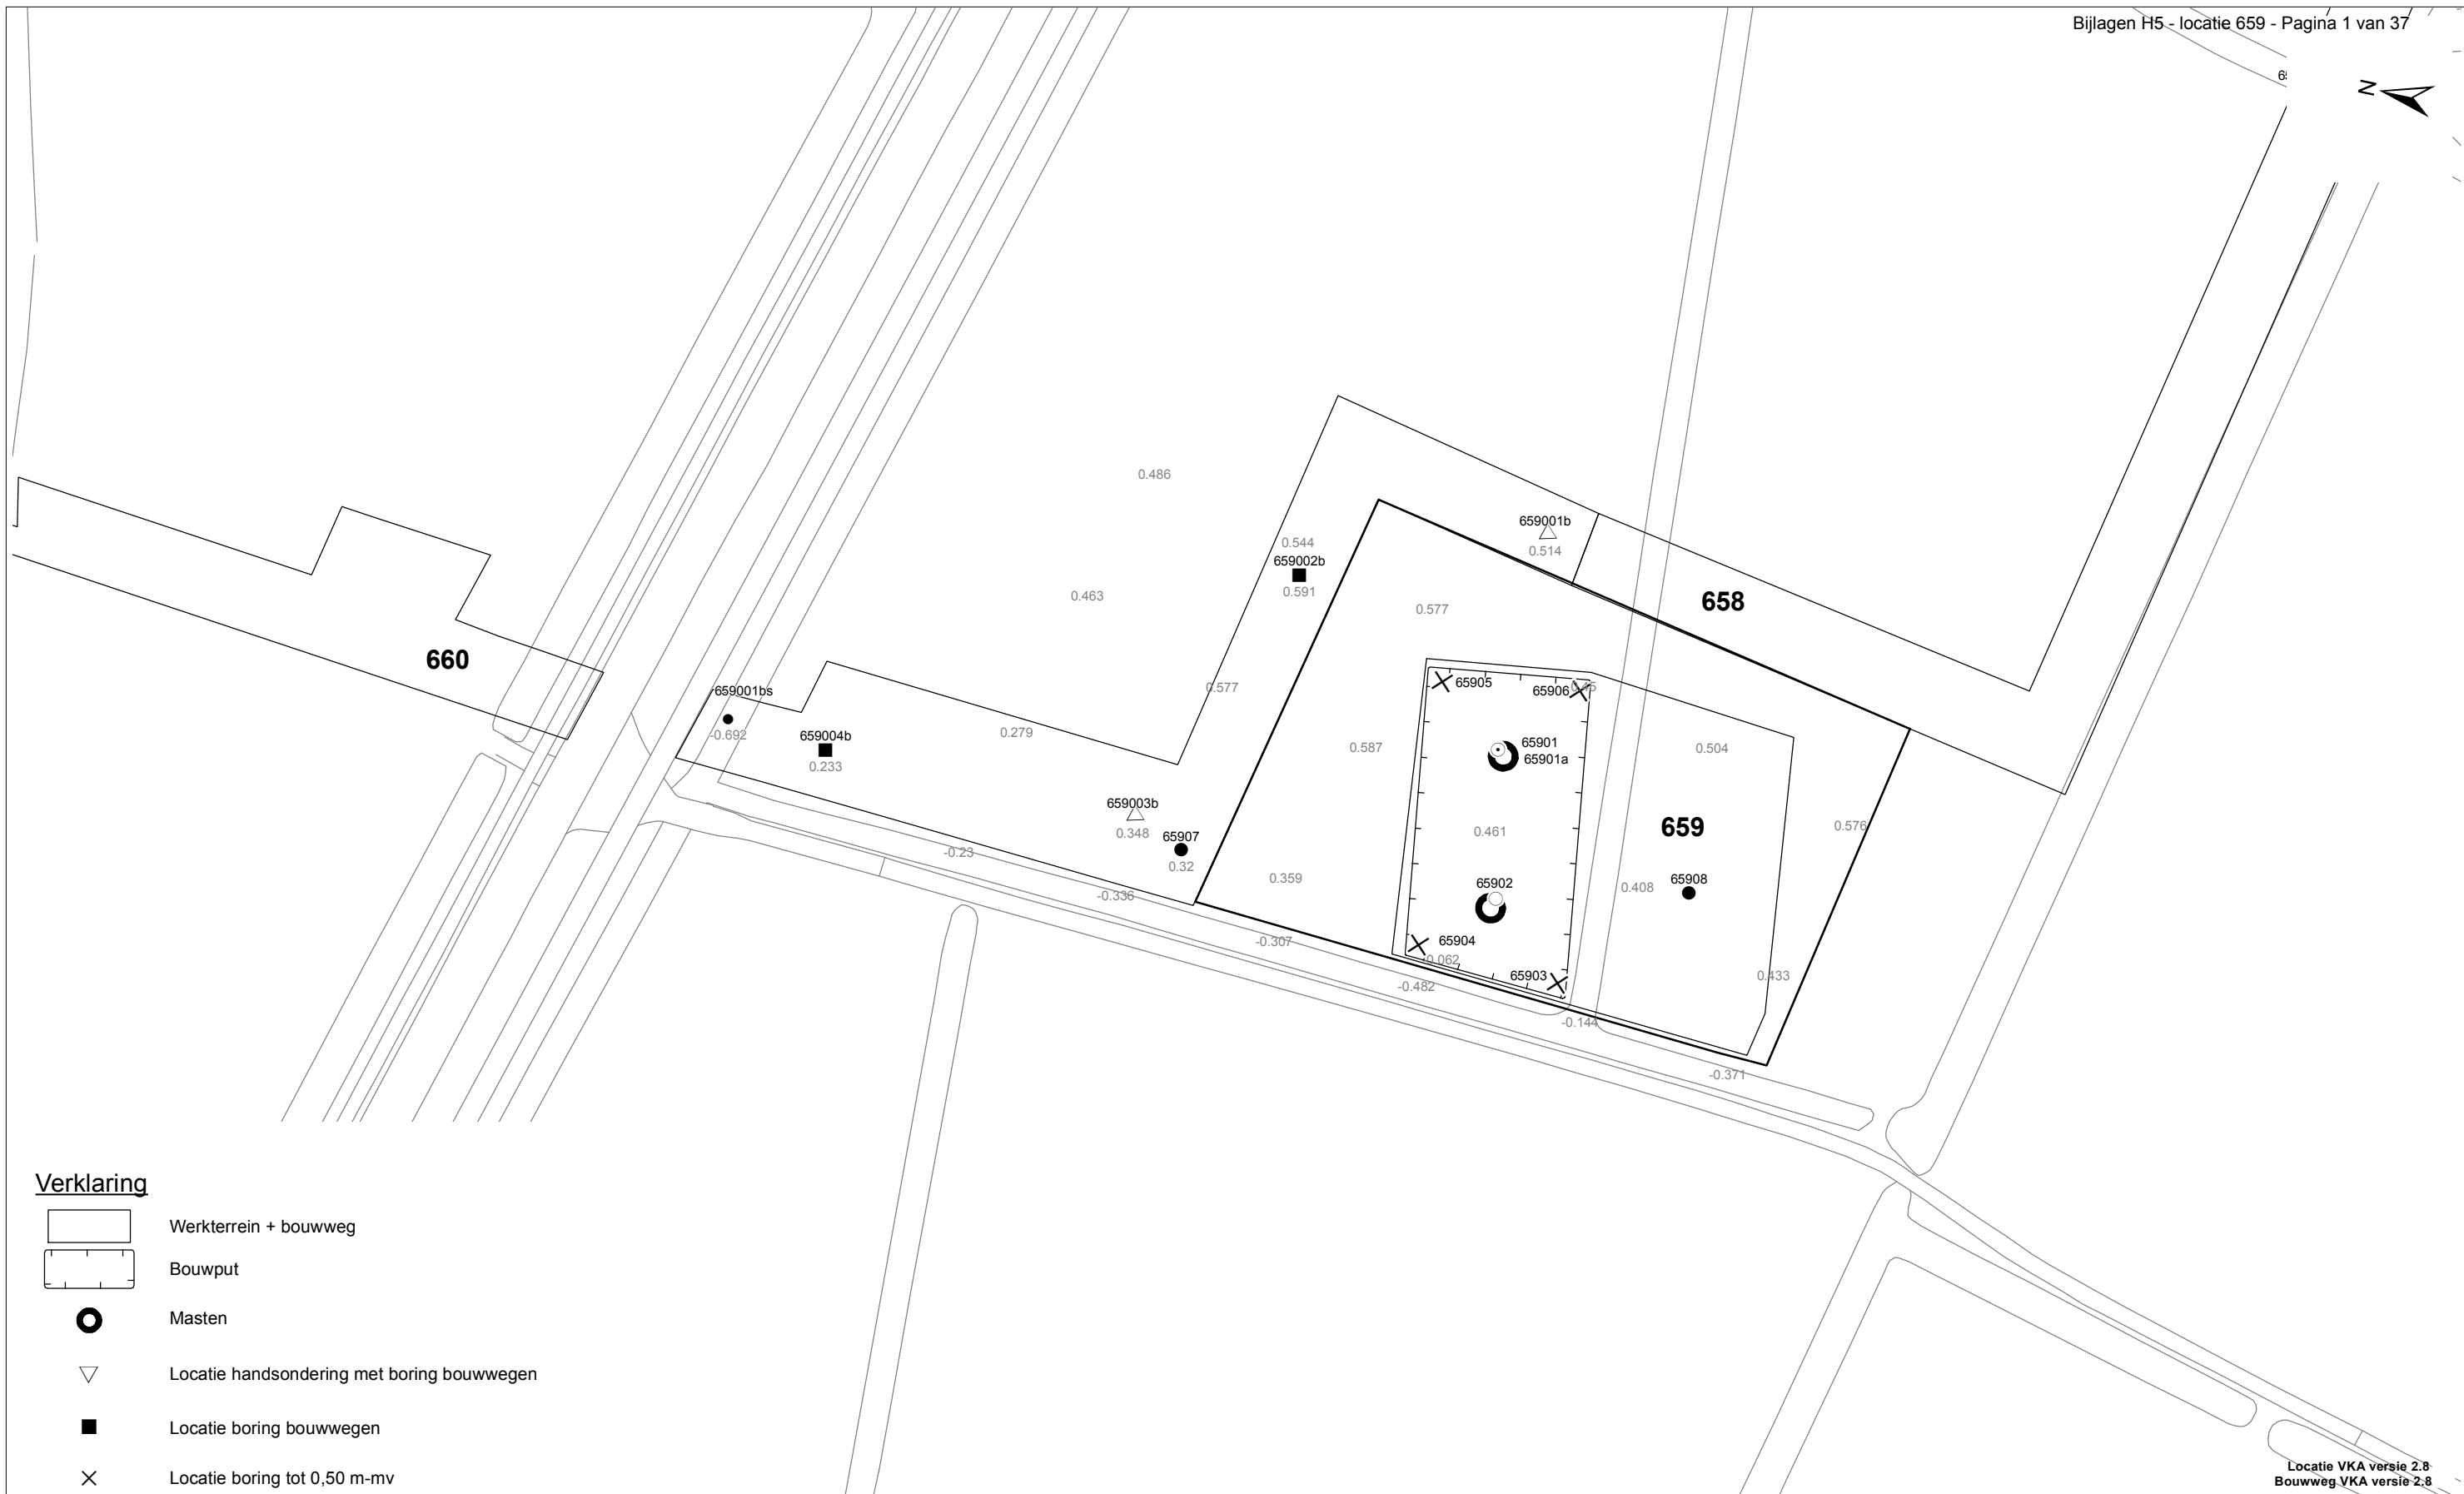 Bijlagen H5 - locatie 659 - Pagina 1 van 37
N
0.486
659001b
0.514
0.544
659002b
0.591
0.463
658
0.577
660
65905
65906
0.577
659001bs
-0.692
0.279
659004b
0.233
0.587
65901
65901a
0.504
659003b
0.348
65907
0.32
0.461
659
0.576
-0.23
-0.336
0.359
65902
0.408
65908
-0.307
65904
0.062
65903
-0.482
0.433
-0.144
-0.371
Verklaring
Werkterrein + bouwweg
Bouwput
Masten
Locatie handsondering met boring bouwwegen
Locatie boring bouwwegen
Locatie boring tot 0,50 m-mv
Locatie VKA versie 2.8
Bouwweg VKA versie 2.8